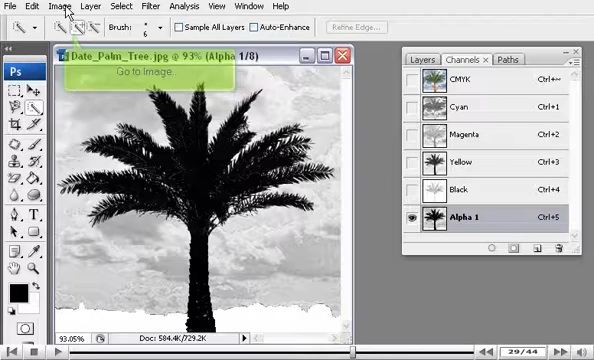 File Edit Image Layer Select Filter Analysis View Window Help
Brush: 6 Sample All Layers Auto-Enhance Refine Edge...
Date_Palm_Tree.jpg @ 93% (Alpha 1/8)
Go to Image
Ps
T
Layers Channels × Paths
CMYK Ctrl+~
Cyan Ctrl+1
Magenta Ctrl+2
Yellow Ctrl+3
Black Ctrl+4
Alpha 1 Ctrl+5
93.05% Doc: 584.4K/729.2K
29/44